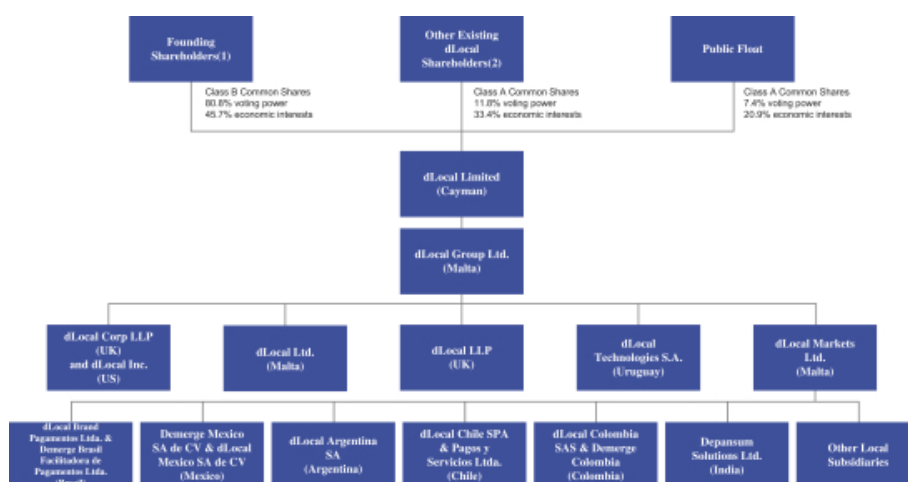 Founding
Shareholders(1)
Other Existing
dLocal
Shareholders(2)
Public Float
Class B Common Shares
80.8% voting power
45.7% economic interests
Class A Common Shares
11.8% voting power
33.4% economic interests
Class A Common Shares
7.4% voting power
20.9% economic interests
dLocal Limited
(Cayman)
dLocal Group Ltd.
(Malta)
dLocal Corp LLP
(UK)
and dLocal Inc.
(US)
dLocal Ltd.
(Malta)
dLocal LLP
(UK)
dLocal
Technologies S.A.
(Uruguay)
dLocal Markets
Ltd.
(Malta)
dLocal Brand
Pagamentos Ltda. &
Demerge Brasil
Facilitadora de
Pagamentos Ltda.
(Brazil)
Demerge Mexico
SA de CV & dLocal
Mexico SA de CV
(Mexico)
dLocal Argentina
SA
(Argentina)
dLocal Chile SPA
& Pagos y
Servicios Ltda.
(Chile)
dLocal Colombia
SAS & Demerge
Colombia
(Colombia)
Depansum
Solutions Ltd.
(India)
Other Local
Subsidiaries